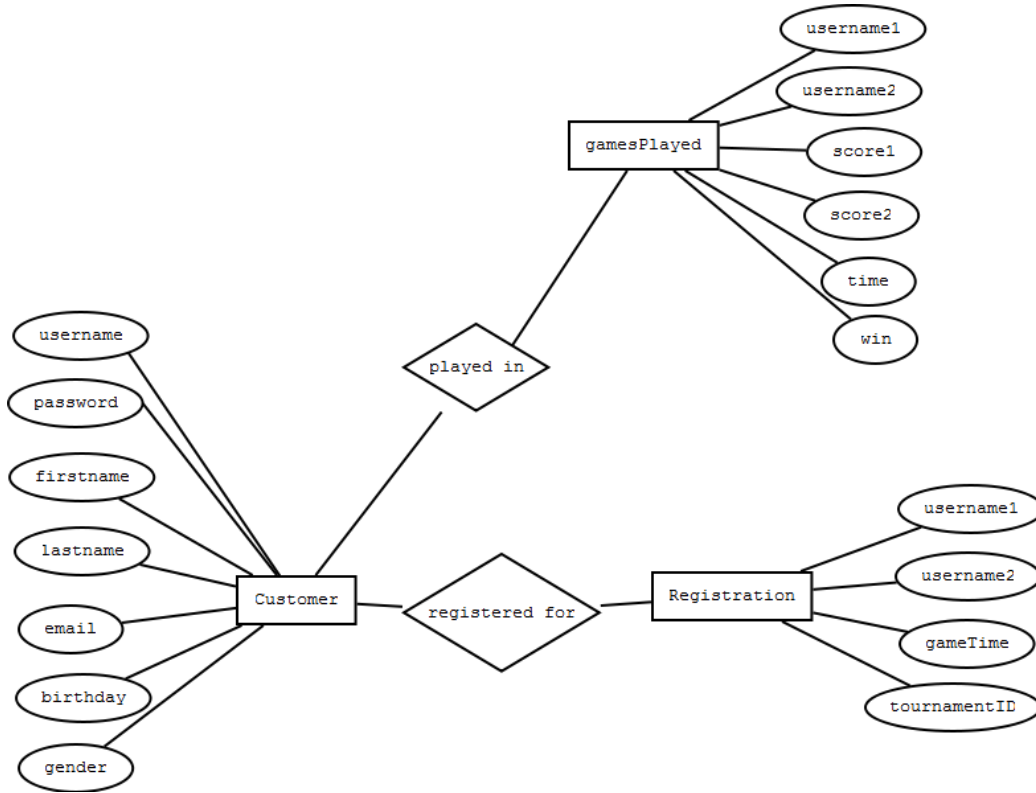 username1
username2
gamesPlayed
score1
score2
time
win
username
played in
password
firstname
lastname
Customer
email
birthday
gender
registered for
Registration
username1
username2
gameTime
tournamentID